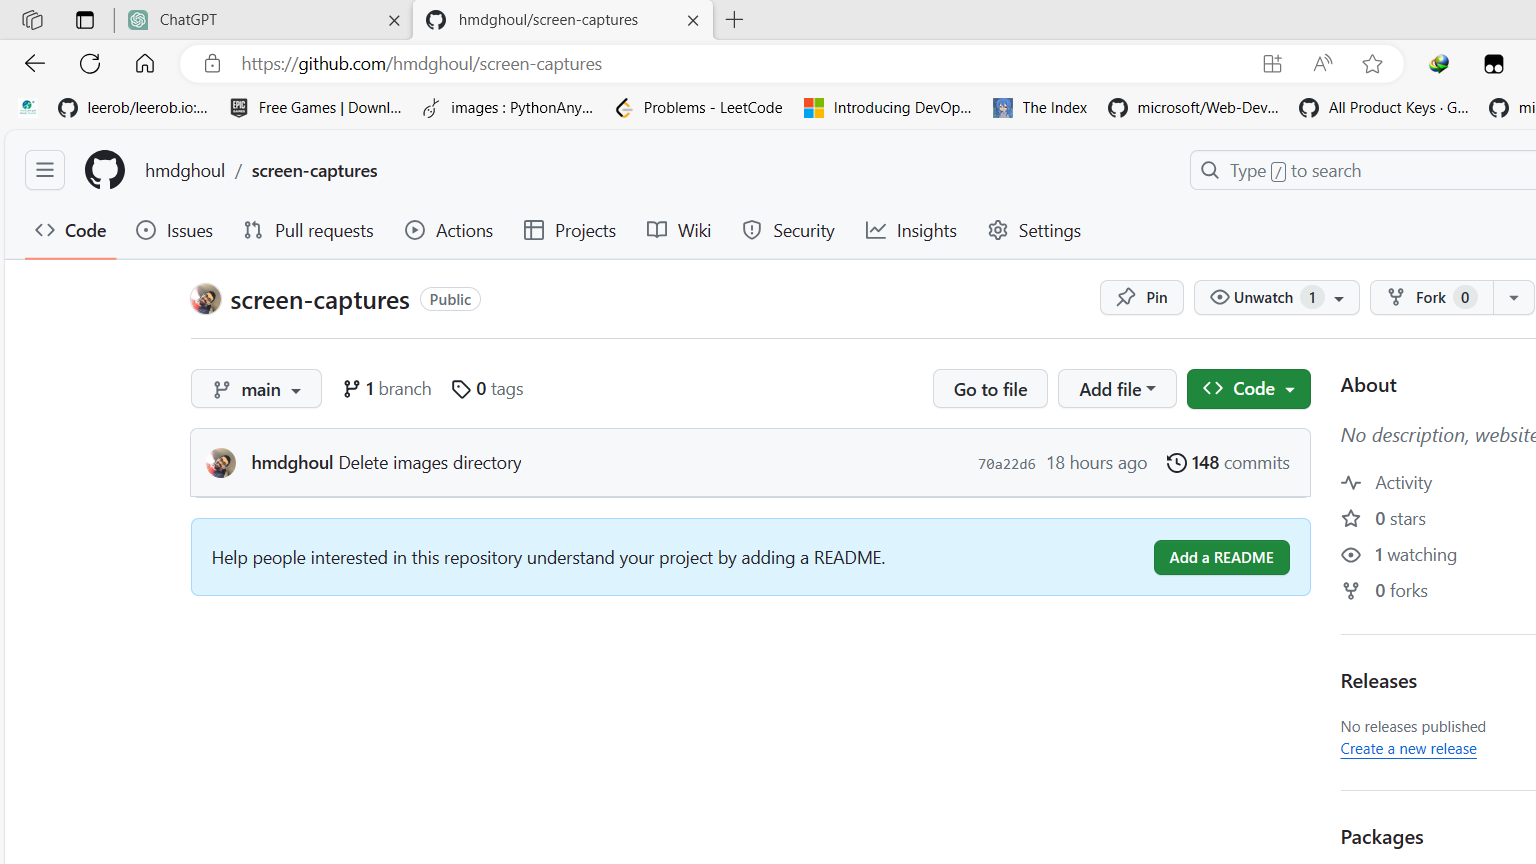 ChatGPT
hmdghoul/screen-captures
https://github.com/hmdghoul/screen-captures
leerob/leerob.io:...
EPIC GAMES
Free Games | Downl...
images : PythonAny...
Problems - LeetCode
Introducing DevOp...
The Index
microsoft/Web-Dev...
All Product Keys · G...
mi
hmdghoul / screen-captures
Type / to search
Code
Issues
Pull requests
Actions
Projects
Wiki
Security
Insights
Settings
screen-captures
Public
Pin
Unwatch 1
Fork 0
main
1 branch
0 tags
Go to file
Add file
Code
About
No description, website
hmdghoul Delete images directory
70a22d6 18 hours ago
148 commits
Activity
0 stars
1 watching
0 forks
Help people interested in this repository understand your project by adding a README.
Add a README
Releases
No releases published
Create a new release
Packages